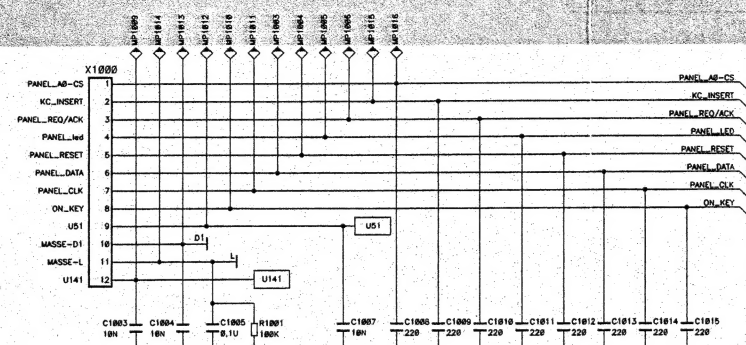 MP1009 MP1014 MP1013 MP1012 MP1010 MP1011 MP1003 MP1004 MP1005 MP1006 MP1015 MP1016
X1000
PANEL_A0-CS 1 PANEL_A0-CS
KC_INSERT 2 KC_INSERT
PANEL_REQ/ACK 3 PANEL_REQ/ACK
PANEL_led 4 PANEL_LED
PANEL_RESET 5 PANEL_RESET
PANEL_DATA 6 PANEL_DATA
PANEL_CLK 7 PANEL_CLK
ON_KEY 8 ON_KEY
U51 9 U51
MASSE-D1 10 D1
MASSE-L 11 L
U141 12 U141
C1003 C1004 C1005 R1001 C1007 C1008 C1009 C1010 C1011 C1012 C1013 C1014 C1015
10N 10N 0,1U 100K 10N 220 220 220 220 220 220 220 220